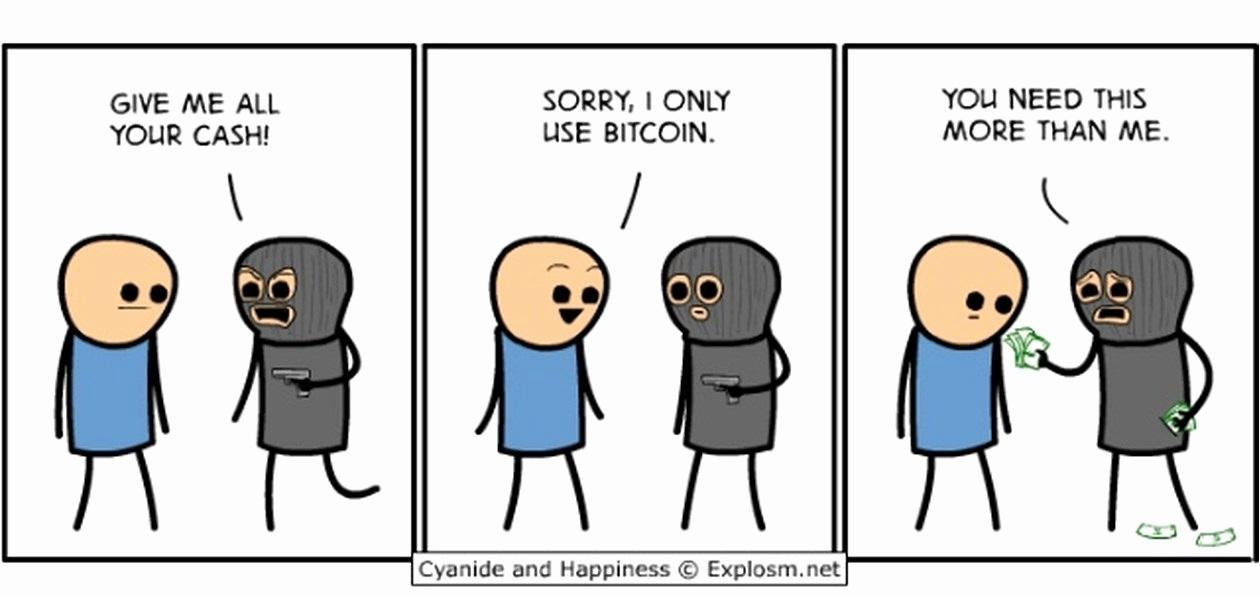 GIVE ME ALL
YOUR CASH!
SORRY, I ONLY
USE BITCOIN.
YOU NEED THIS
MORE THAN ME.
Cyanide and Happiness © Explosm.net